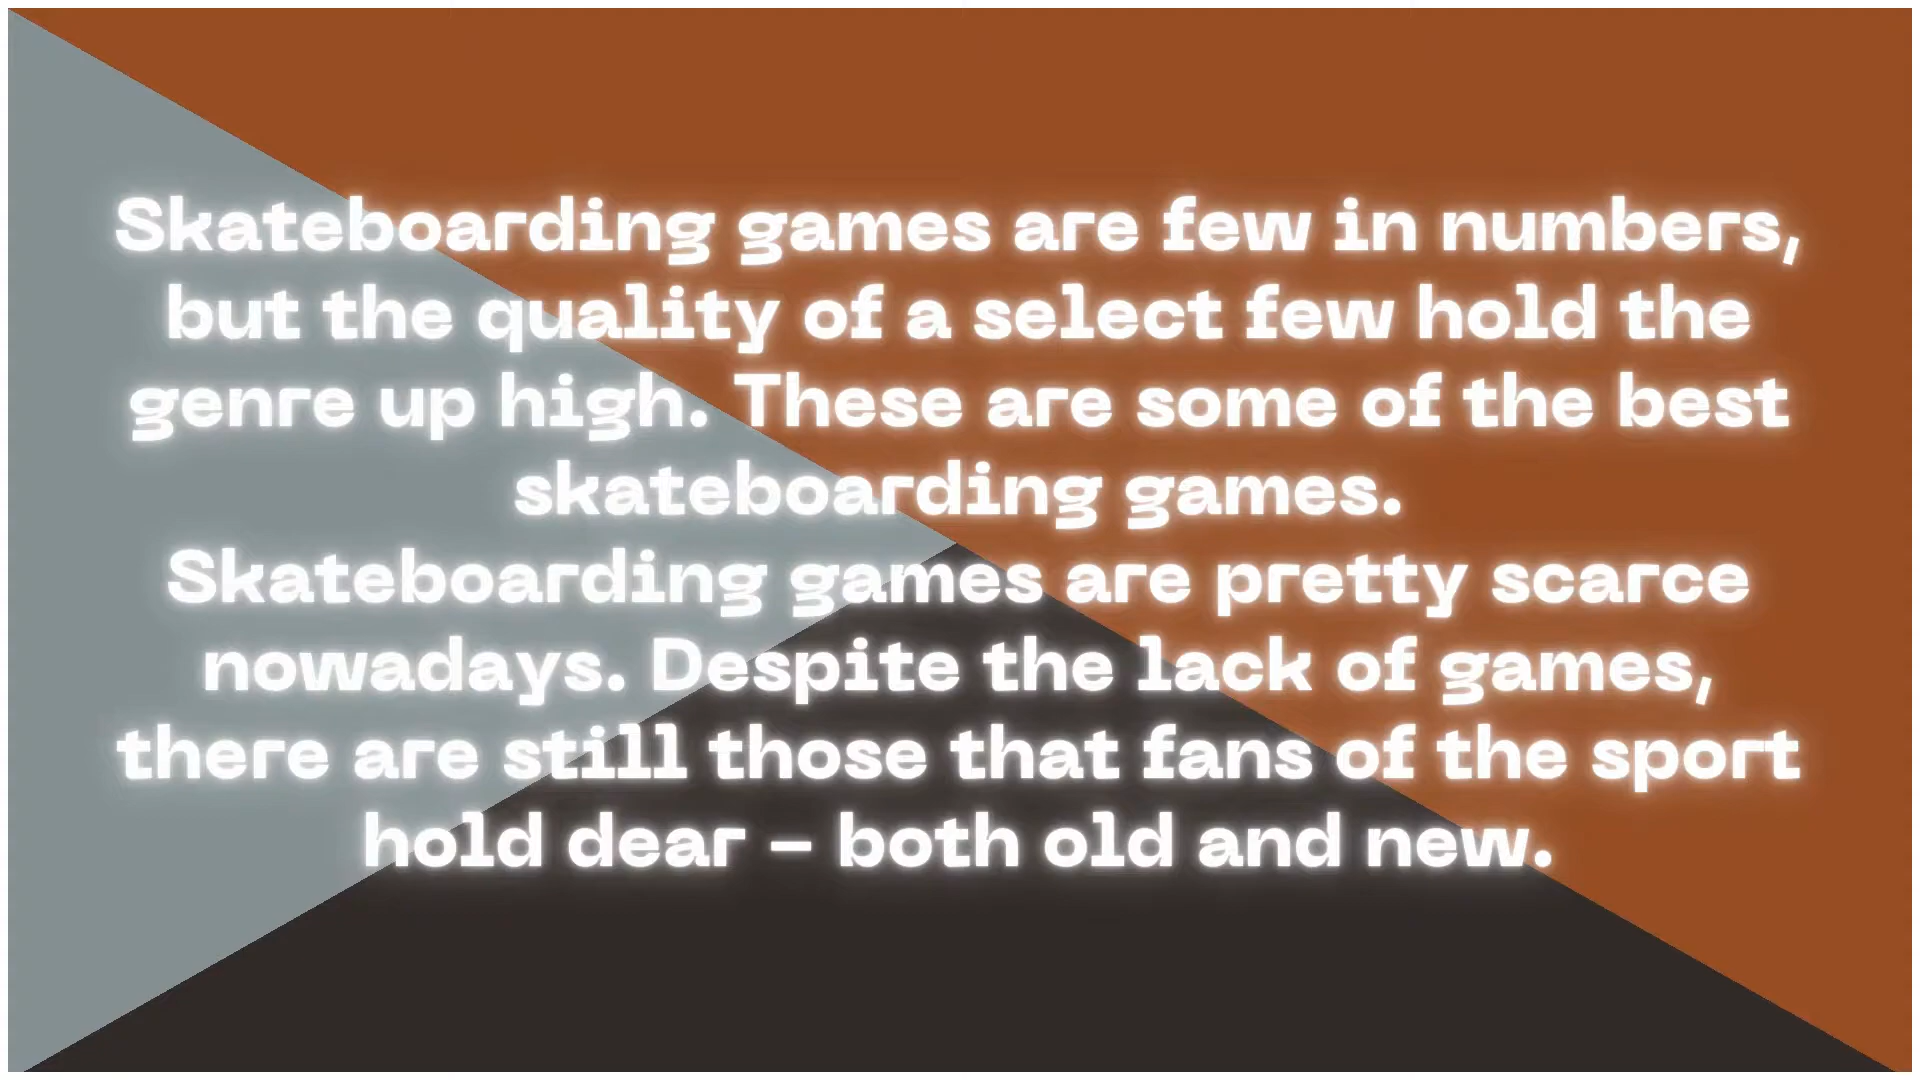 Skateboarding games are few in numbers,
but the quality of a select few hold the
genre up high. These are some of the best
skateboarding games.
Skateboarding games are pretty scarce
nowadays. Despite the lack of games,
there are still those that fans of the sport
hold dear – both old and new.